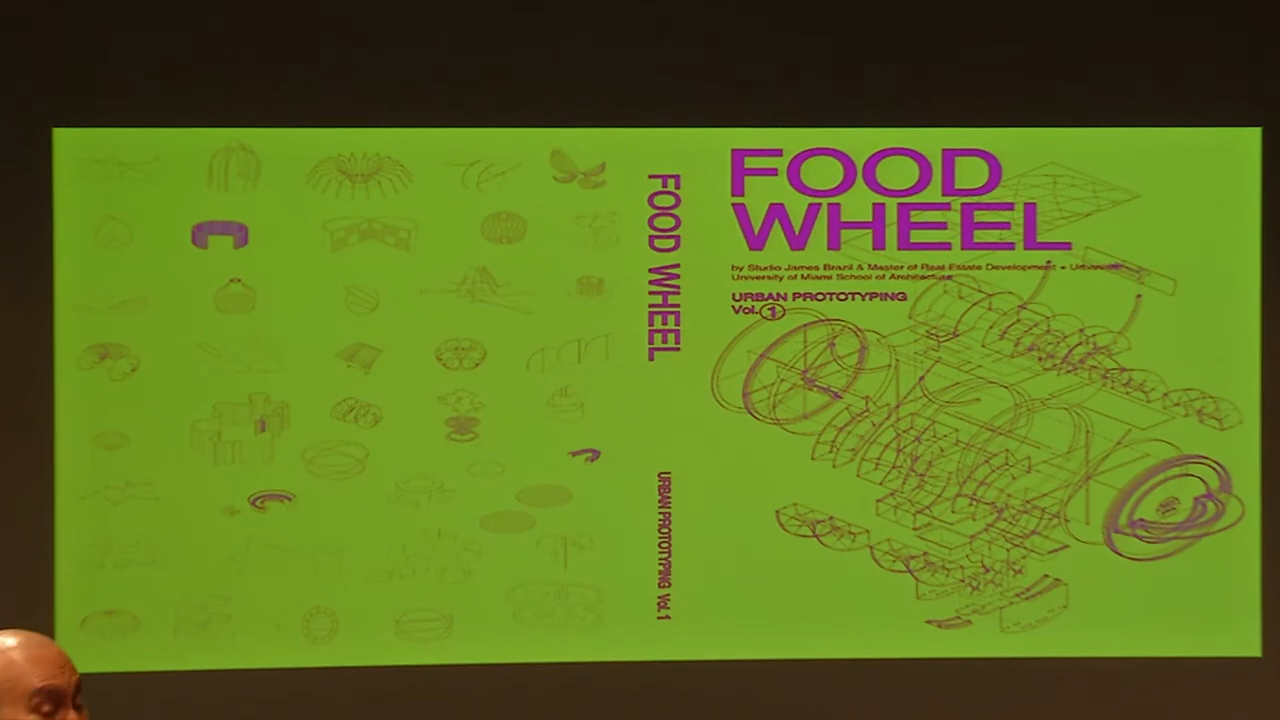 FOOD WHEEL
URBAN PROTOTYPING Vol. 1
FOOD
WHEEL
by Studio James Brazil & Master of Real Estate Development + Urbanism
University of Miami School of Architecture
URBAN PROTOTYPING
Vol. 1